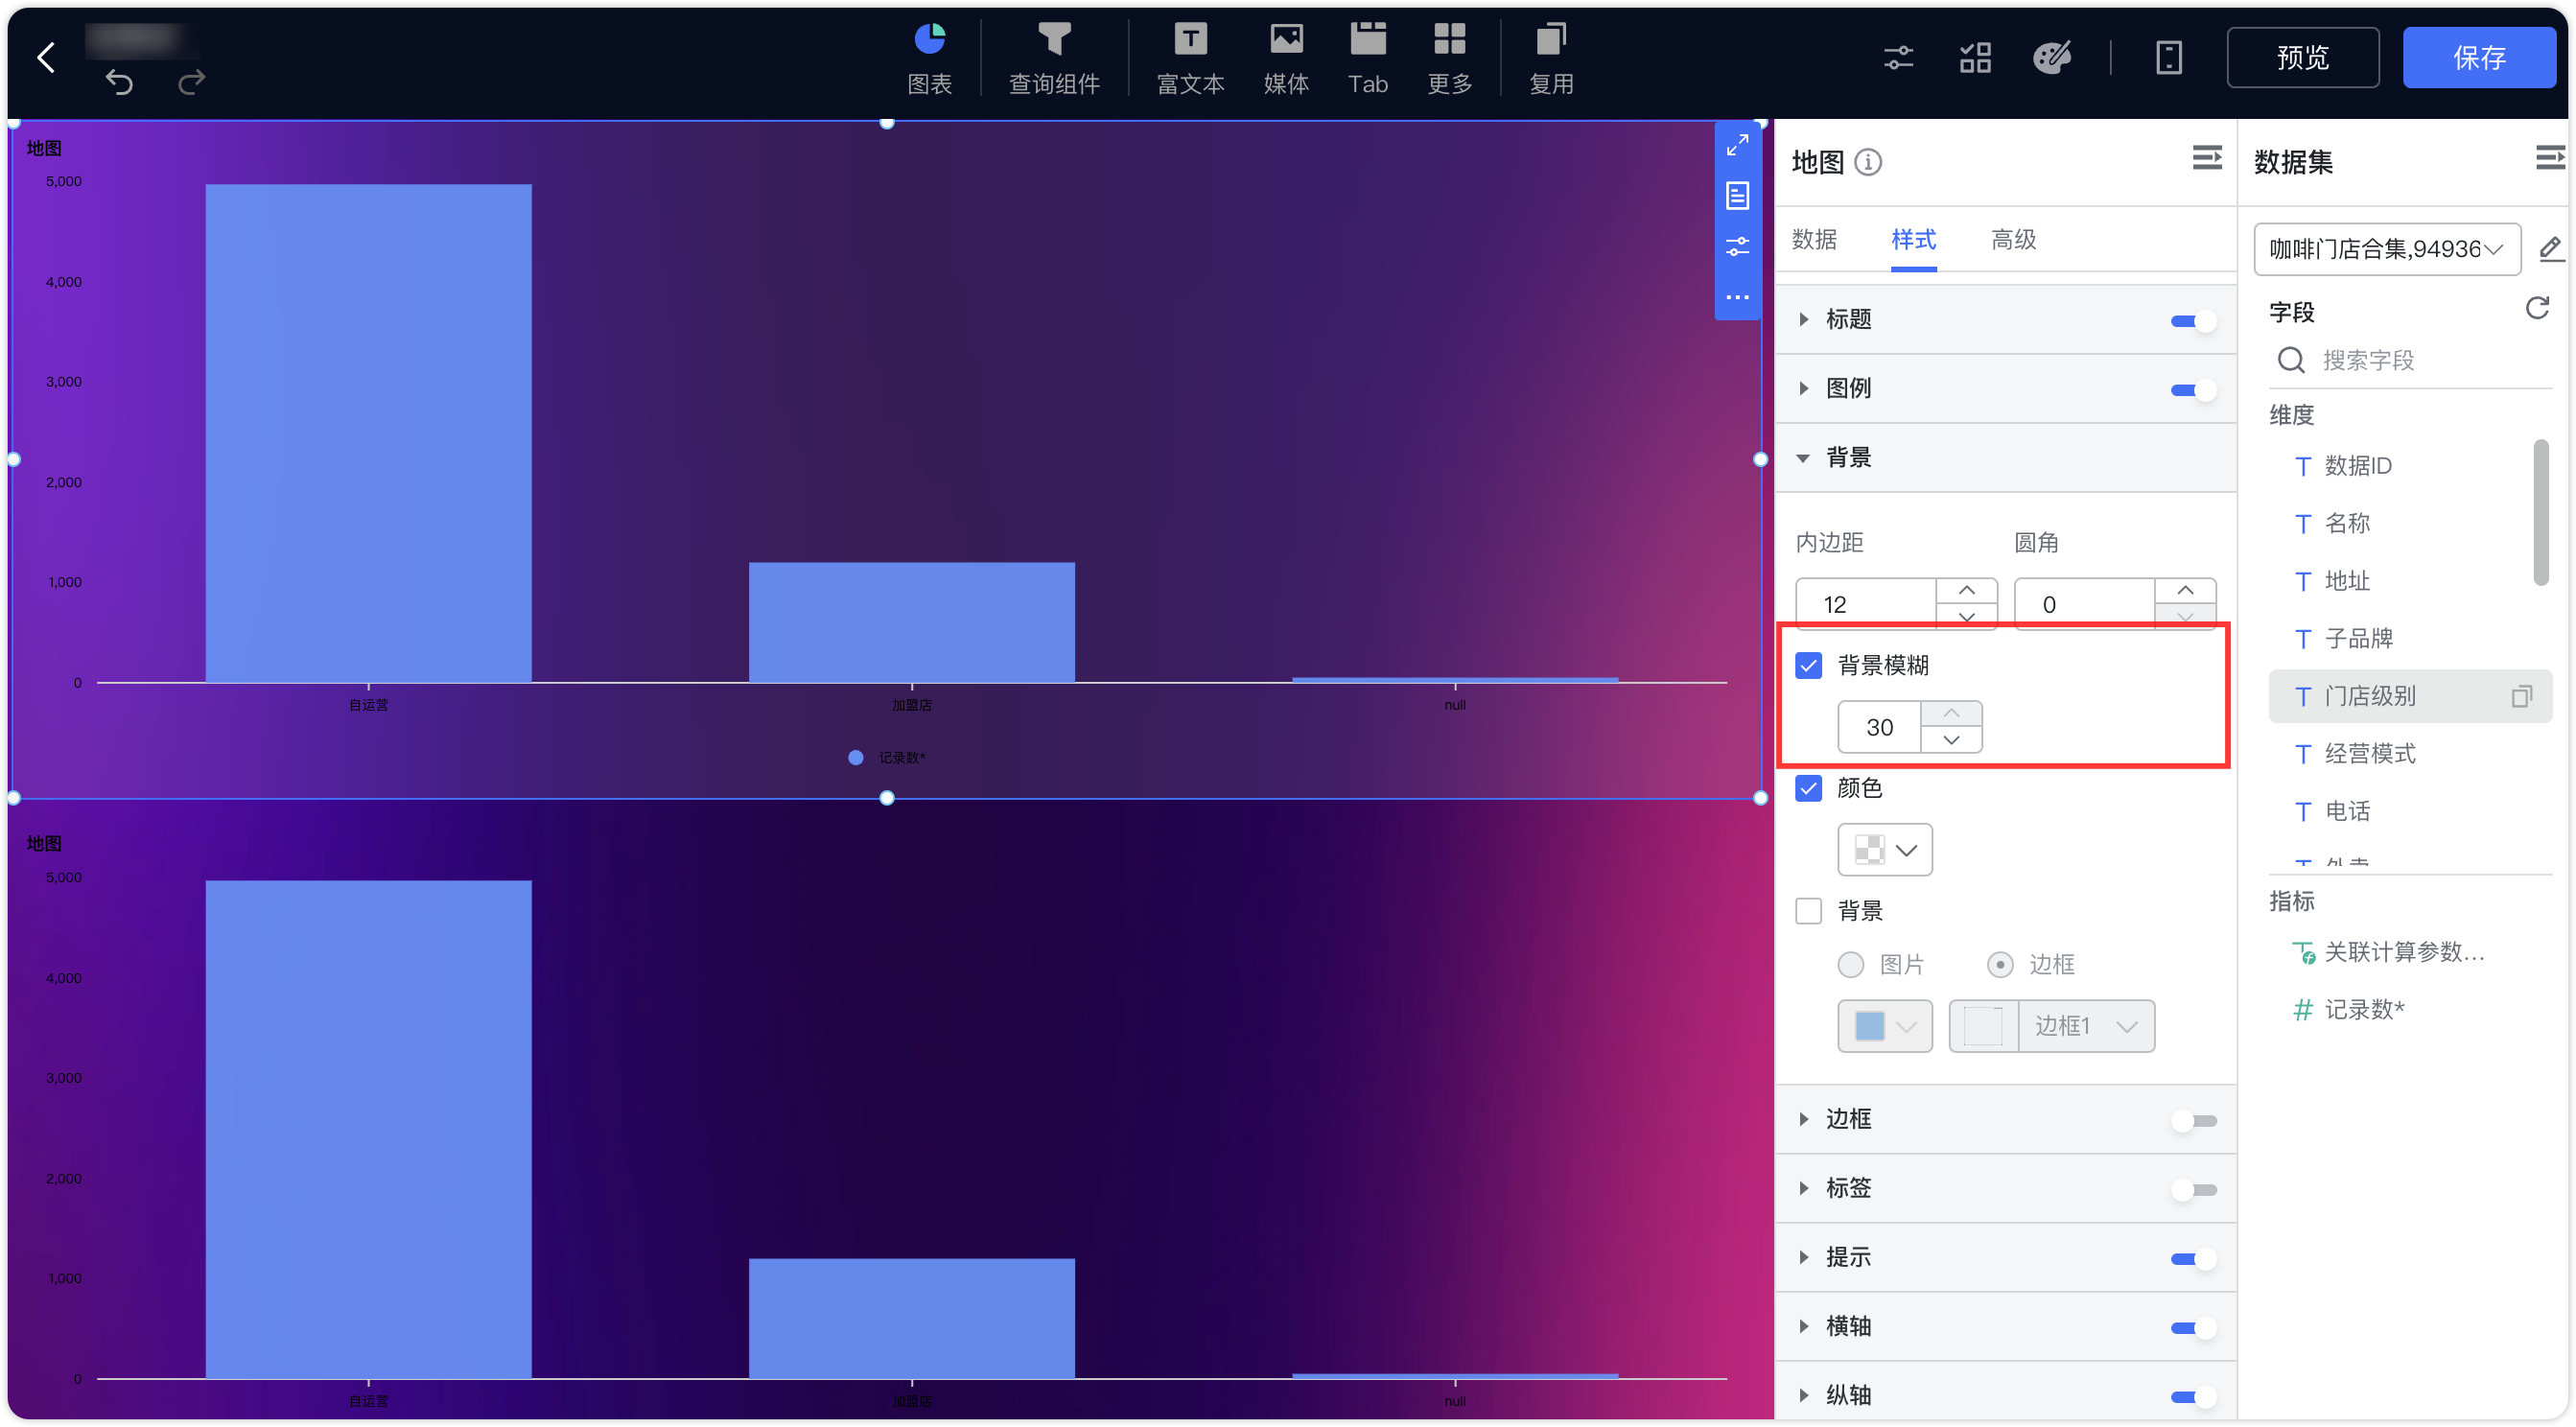 图表
查询组件
富文本
媒体
Tab
更多
复用
预览
保存
地图
5,000
4,000
3,000
2,000
1,000
0
自运营
加盟店
null
记录数*
地图
5,000
4,000
3,000
2,000
1,000
0
自运营
加盟店
null
地图
数据 样式 高级
标题
图例
背景
内边距 圆角
12 0
背景模糊
30
颜色
背景
图片 边框
边框1
边框
标签
提示
横轴
纵轴
数据集
咖啡门店合集,94936
字段
搜索字段
维度
T 数据ID
T 名称
T 地址
T 子品牌
T 门店级别
T 经营模式
T 电话
指标
关联计算参数...
# 记录数*